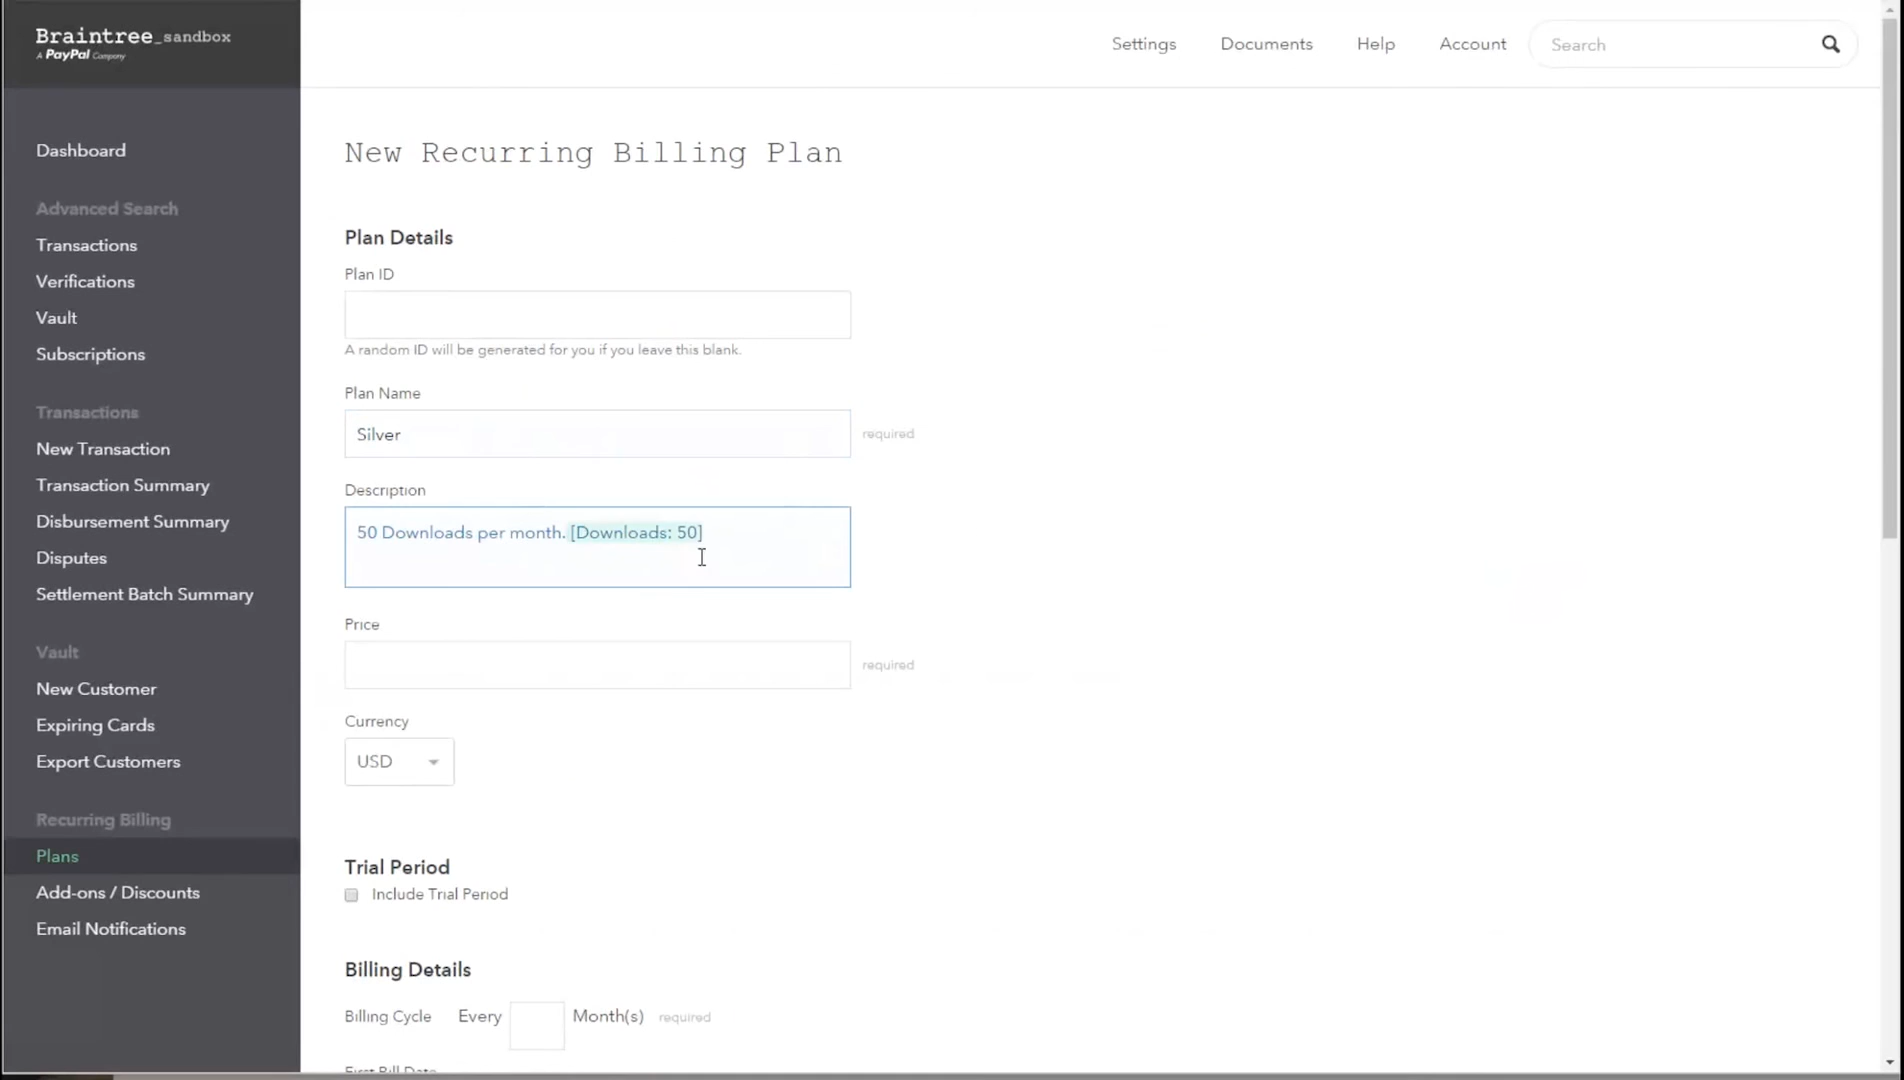 Braintree_sandbox
A PayPal Company
Settings
Documents
Help
Account
Search
Dashboard
Advanced Search
Transactions
Verifications
Vault
Subscriptions
Transactions
New Transaction
Transaction Summary
Disbursement Summary
Disputes
Settlement Batch Summary
Vault
New Customer
Expiring Cards
Export Customers
Recurring Billing
Plans
Add-ons / Discounts
Email Notifications
New Recurring Billing Plan
Plan Details
Plan ID
A random ID will be generated for you if you leave this blank.
Plan Name
Silver
required
Description
50 Downloads per month. [Downloads: 50]
Price
required
Currency
USD
Trial Period
Include Trial Period
Billing Details
Billing Cycle Every Month(s) required
First Bill Date